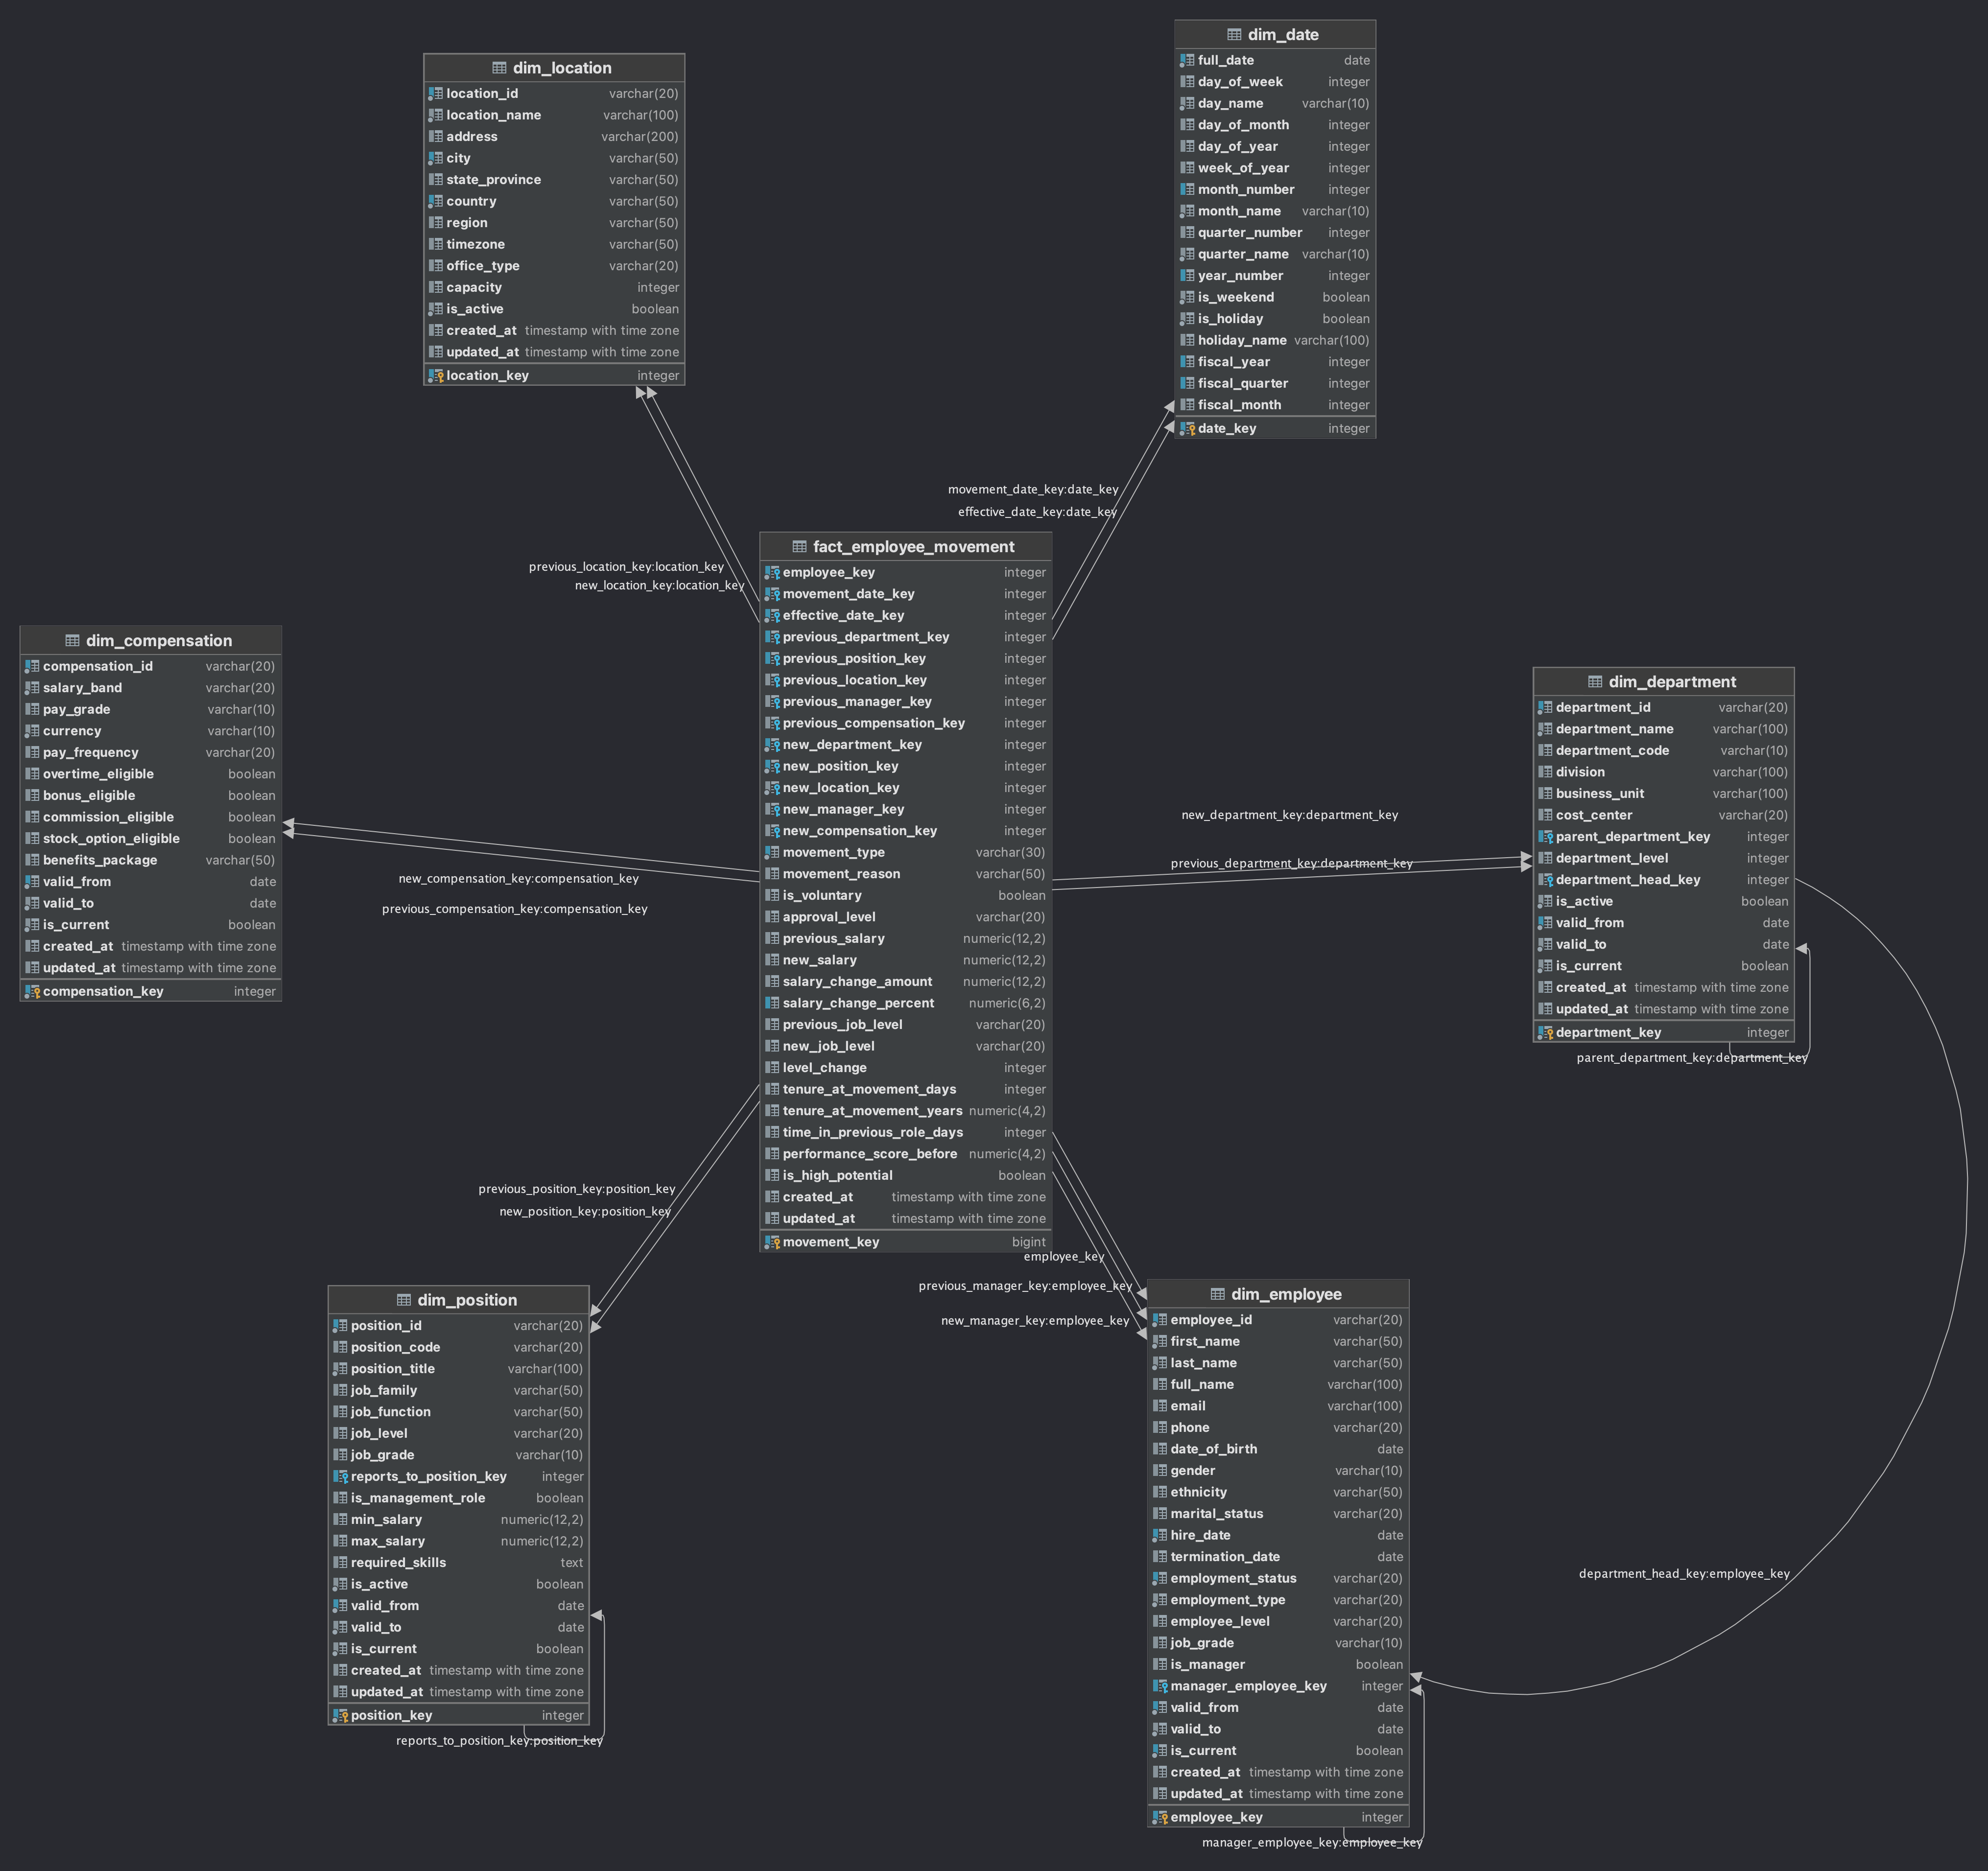 dim_location
location_id varchar(20)
location_name varchar(100)
address varchar(200)
city varchar(50)
state_province varchar(50)
country varchar(50)
region varchar(50)
timezone varchar(50)
office_type varchar(20)
capacity integer
is_active boolean
created_at timestamp with time zone
updated_at timestamp with time zone
location_key integer
dim_date
full_date date
day_of_week integer
day_name varchar(10)
day_of_month integer
day_of_year integer
week_of_year integer
month_number integer
month_name varchar(10)
quarter_number integer
quarter_name varchar(10)
year_number integer
is_weekend boolean
is_holiday boolean
holiday_name varchar(100)
fiscal_year integer
fiscal_quarter integer
fiscal_month integer
date_key integer
movement_date_key:date_key
effective_date_key:date_key
previous_location_key:location_key
new_location_key:location_key
fact_employee_movement
employee_key integer
movement_date_key integer
effective_date_key integer
previous_department_key integer
previous_position_key integer
previous_location_key integer
previous_manager_key integer
previous_compensation_key integer
new_department_key integer
new_position_key integer
new_location_key integer
new_manager_key integer
new_compensation_key integer
movement_type varchar(30)
movement_reason varchar(50)
is_voluntary boolean
approval_level varchar(20)
previous_salary numeric(12,2)
new_salary numeric(12,2)
salary_change_amount numeric(12,2)
salary_change_percent numeric(6,2)
previous_job_level varchar(20)
new_job_level varchar(20)
level_change integer
tenure_at_movement_days integer
tenure_at_movement_years numeric(4,2)
time_in_previous_role_days integer
performance_score_before numeric(4,2)
is_high_potential boolean
created_at timestamp with time zone
updated_at timestamp with time zone
movement_key bigint
dim_compensation
compensation_id varchar(20)
salary_band varchar(20)
pay_grade varchar(10)
currency varchar(10)
pay_frequency varchar(20)
overtime_eligible boolean
bonus_eligible boolean
commission_eligible boolean
stock_option_eligible boolean
benefits_package varchar(50)
valid_from date
valid_to date
is_current boolean
created_at timestamp with time zone
updated_at timestamp with time zone
compensation_key integer
new_compensation_key:compensation_key
previous_compensation_key:compensation_key
new_department_key:department_key
previous_department_key:department_key
dim_department
department_id varchar(20)
department_name varchar(100)
department_code varchar(10)
division varchar(100)
business_unit varchar(100)
cost_center varchar(20)
parent_department_key integer
department_level integer
department_head_key integer
is_active boolean
valid_from date
valid_to date
is_current boolean
created_at timestamp with time zone
updated_at timestamp with time zone
department_key integer
parent_department_key:department_key
previous_position_key:position_key
new_position_key:position_key
employee_key
previous_manager_key:employee_key
new_manager_key:employee_key
dim_position
position_id varchar(20)
position_code varchar(20)
position_title varchar(100)
job_family varchar(50)
job_function varchar(50)
job_level varchar(20)
job_grade varchar(10)
reports_to_position_key integer
is_management_role boolean
min_salary numeric(12,2)
max_salary numeric(12,2)
required_skills text
is_active boolean
valid_from date
valid_to date
is_current boolean
created_at timestamp with time zone
updated_at timestamp with time zone
position_key integer
reports_to_position_key:position_key
dim_employee
employee_id varchar(20)
first_name varchar(50)
last_name varchar(50)
full_name varchar(100)
email varchar(100)
phone varchar(20)
date_of_birth date
gender varchar(10)
ethnicity varchar(50)
marital_status varchar(20)
hire_date date
termination_date date
employment_status varchar(20)
employment_type varchar(20)
employee_level varchar(20)
job_grade varchar(10)
is_manager boolean
manager_employee_key integer
valid_from date
valid_to date
is_current boolean
created_at timestamp with time zone
updated_at timestamp with time zone
employee_key integer
manager_employee_key:employee_key
department_head_key:employee_key